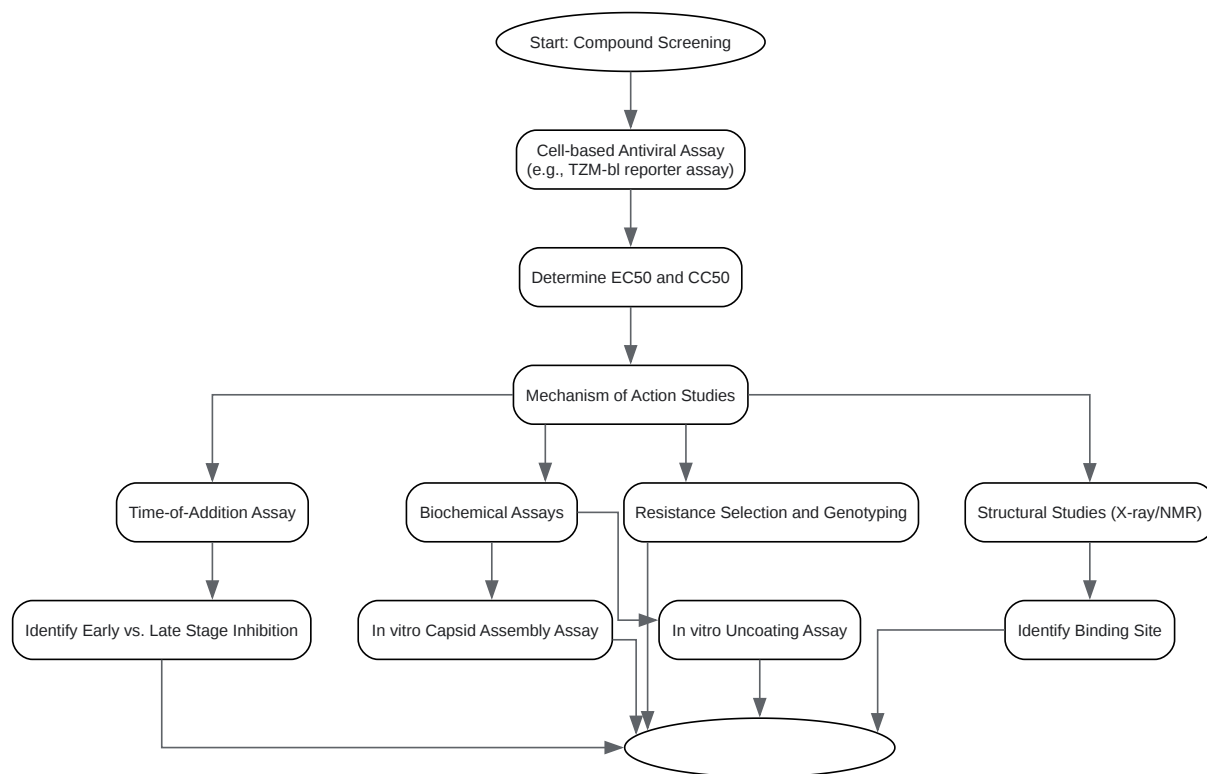 Start: Compound Screening
Cell-based Antiviral Assay
(e.g., TZM-bl reporter assay)
Determine EC50 and CC50
Mechanism of Action Studies
Time-of-Addition Assay
Biochemical Assays
Resistance Selection and Genotyping
Structural Studies (X-ray/NMR)
Identify Early vs. Late Stage Inhibition
In vitro Capsid Assembly Assay
In vitro Uncoating Assay
Identify Binding Site